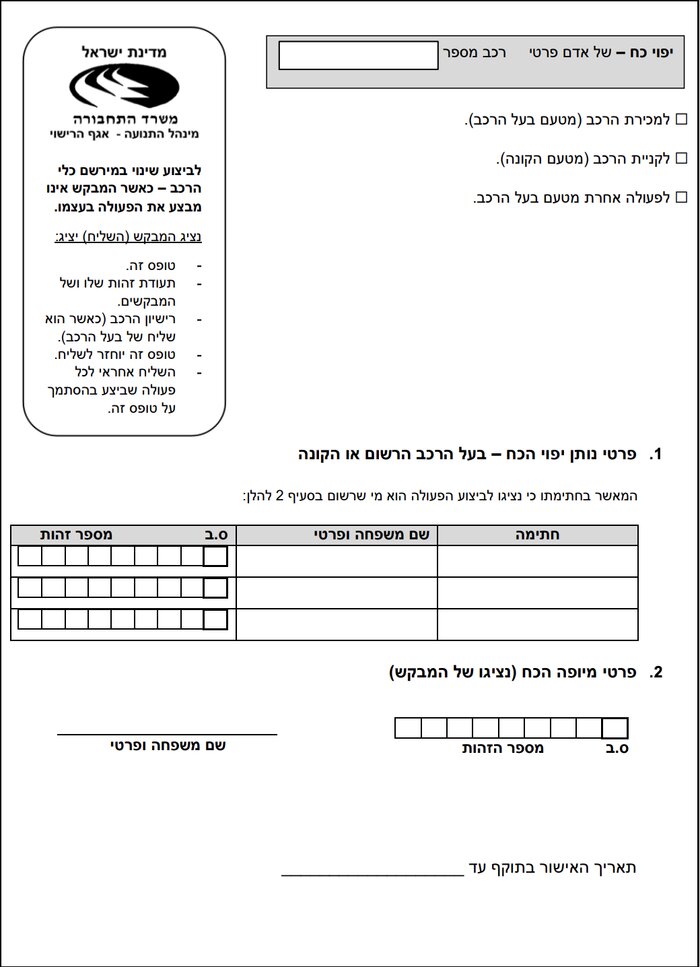 יפוי כח – של אדם פרטי רכב מספר
☐ למכירת הרכב (מטעם בעל הרכב).
☐ לקניית הרכב (מטעם הקונה).
☐ לפעולה אחרת מטעם בעל הרכב.
מדינת ישראל
משרד התחבורה
מינהל התנועה - אגף הרישוי
לביצוע שינוי במירשם כלי
הרכב – כאשר המבקש אינו
מבצע את הפעולה בעצמו.
נציג המבקש (השליח) יציג:
- טופס זה.
- תעודת זהות שלו ושל
המבקשים.
- רישיון הרכב (כאשר הוא
שליח של בעל הרכב).
- טופס זה יוחזר לשליח.
- השליח אחראי לכל
פעולה שביצע בהסתמך
על טופס זה.
1. פרטי נותן יפוי הכח – בעל הרכב הרשום או הקונה
המאשר בחתימתו כי נציגו לביצוע הפעולה הוא מי שרשום בסעיף 2 להלן:
חתימה שם משפחה ופרטי ס.ב מספר זהות
2. פרטי מיופה הכח (נציגו של המבקש)
ס.ב מספר הזהות שם משפחה ופרטי
תאריך האישור בתוקף עד ____________________